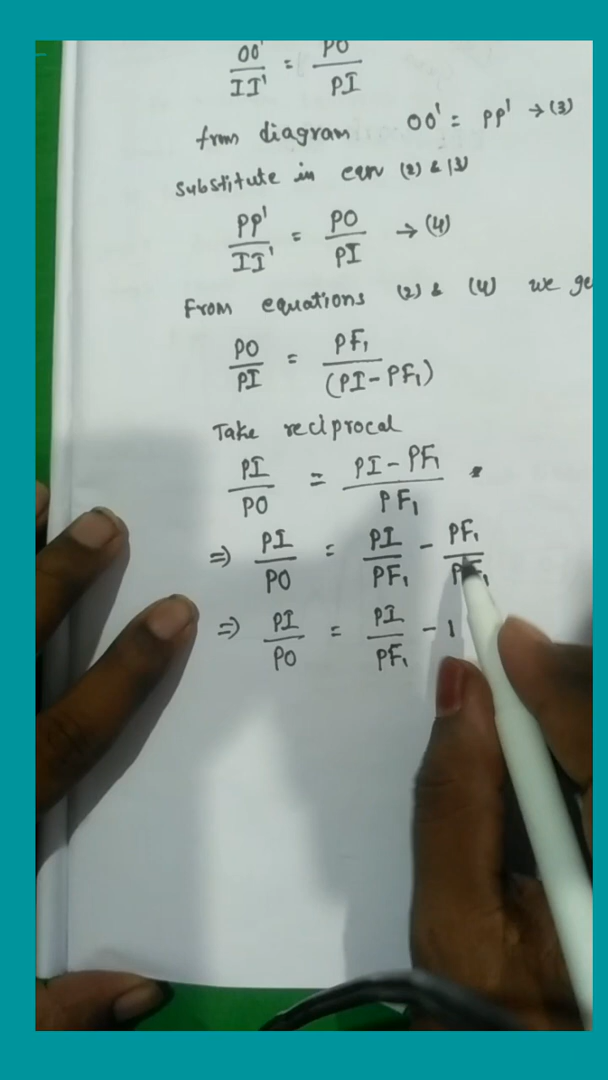 OO' / II' = PO / PI
from diagram OO' = PP' → (3)
Substitute in eqn (2) & (3)
PP' / II' = PO / PI → (4)
From equations (2) & (4) we ge
PO / PI = PF₁ / (PI - PF₁)
Take reciprocal
PI / PO = PI - PF₁ / PF₁
⇒ PI / PO = PI / PF₁ - PF₁ / PF₁
⇒ PI / PO = PI / PF₁ - 1